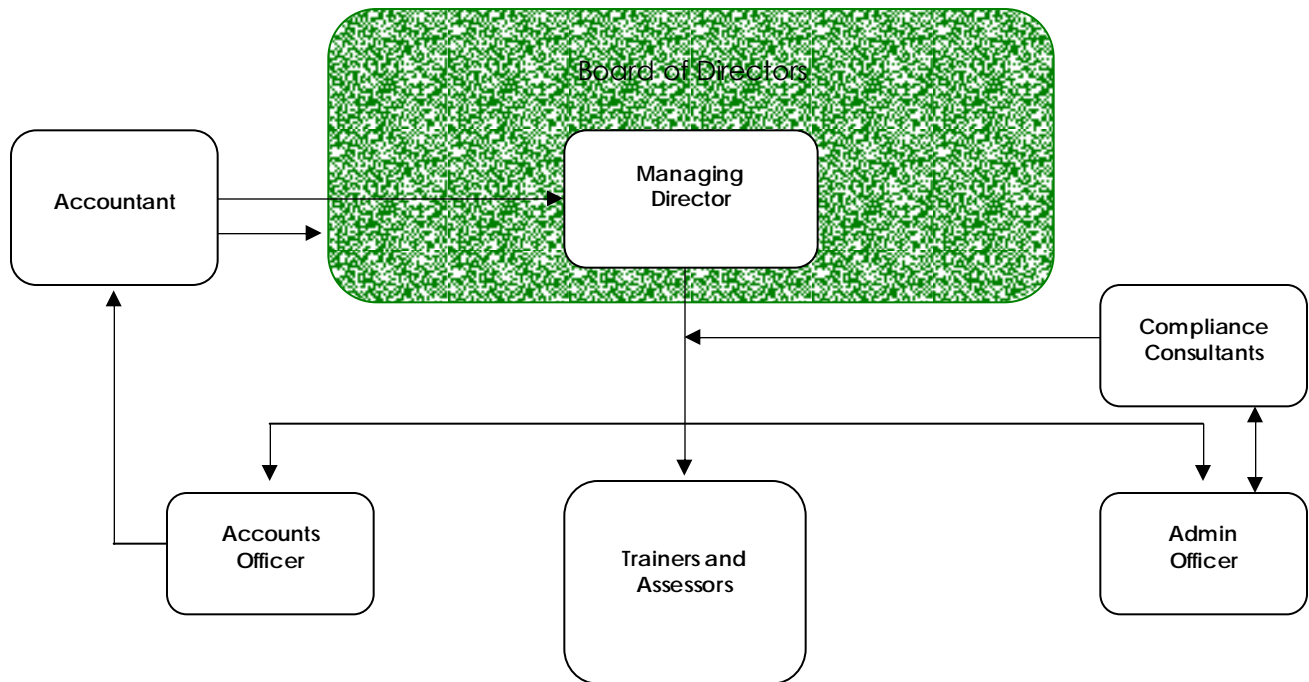 Board of Directors
Accountant
Managing
Director
Compliance
Consultants
Accounts
Officer
Trainers and
Assessors
Admin
Officer